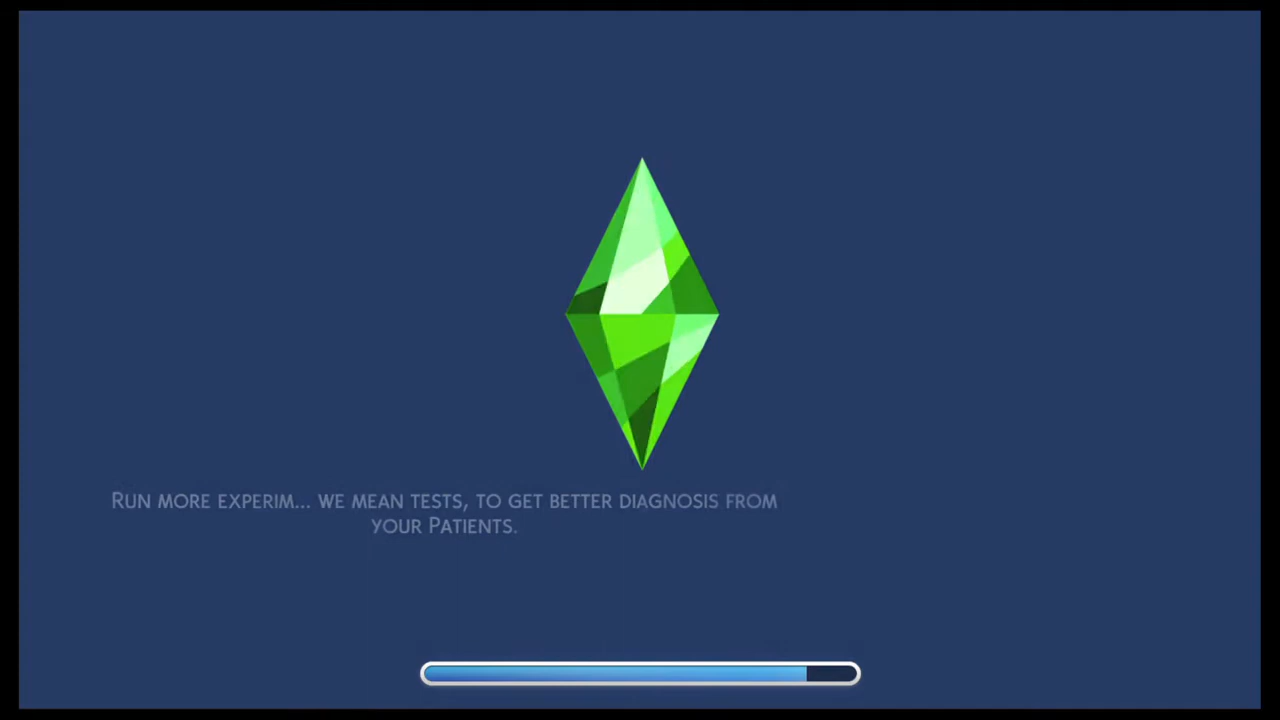 Run more experim... we mean tests, to get better diagnosis from
your Patients.